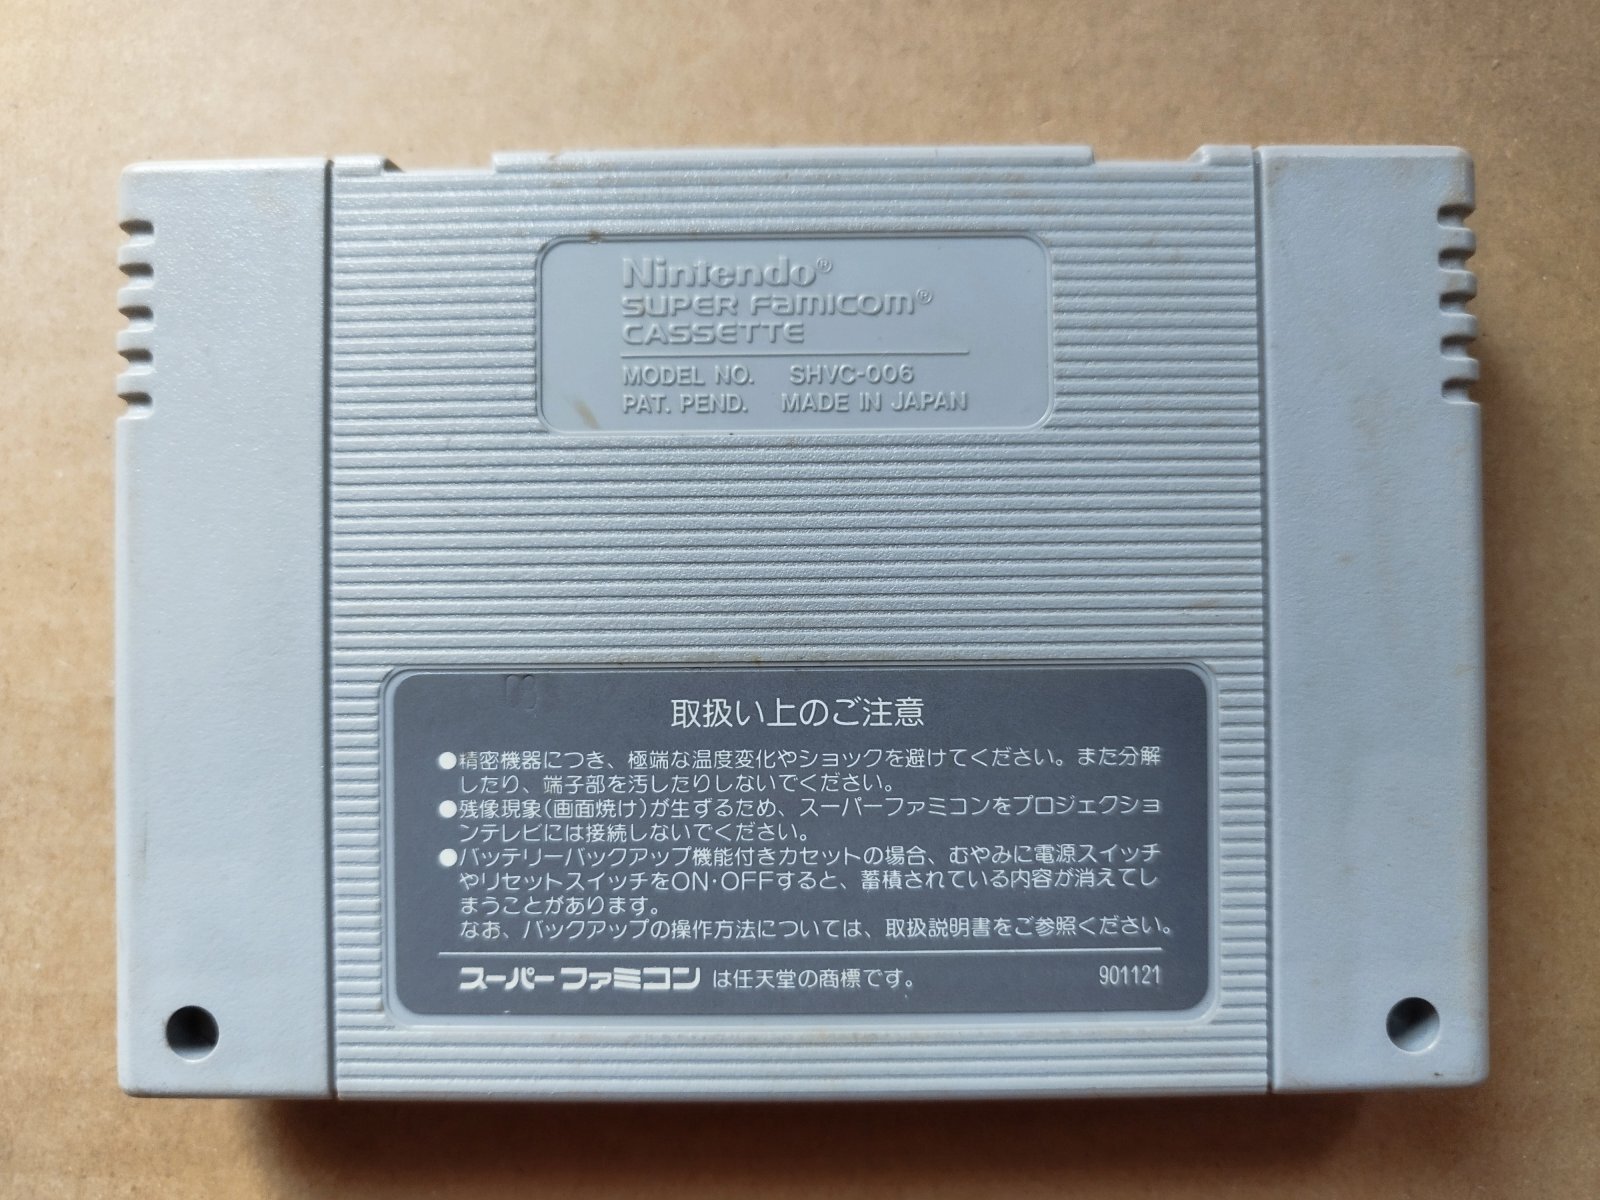 Nintendo®
SUPER Famicom®
CASSETTE
MODEL NO. SHVC-006
PAT. PEND. MADE IN JAPAN
取扱い上のご注意
●精密機器につき、極端な温度変化やショックを避けてください。また分解
したり、端子部を汚したりしないでください。
●残像現象(画面焼け)が生ずるため、スーパーファミコンをプロジェクショ
ンテレビには接続しないでください。
●バッテリーバックアップ機能付きカセットの場合、むやみに電源スイッチ
やリセットスイッチをON・OFFすると、蓄積されている内容が消えてし
まうことがあります。
なお、バックアップの操作方法については、取扱説明書をご参照ください。
スーパーファミコンは任天堂の商標です。 901121